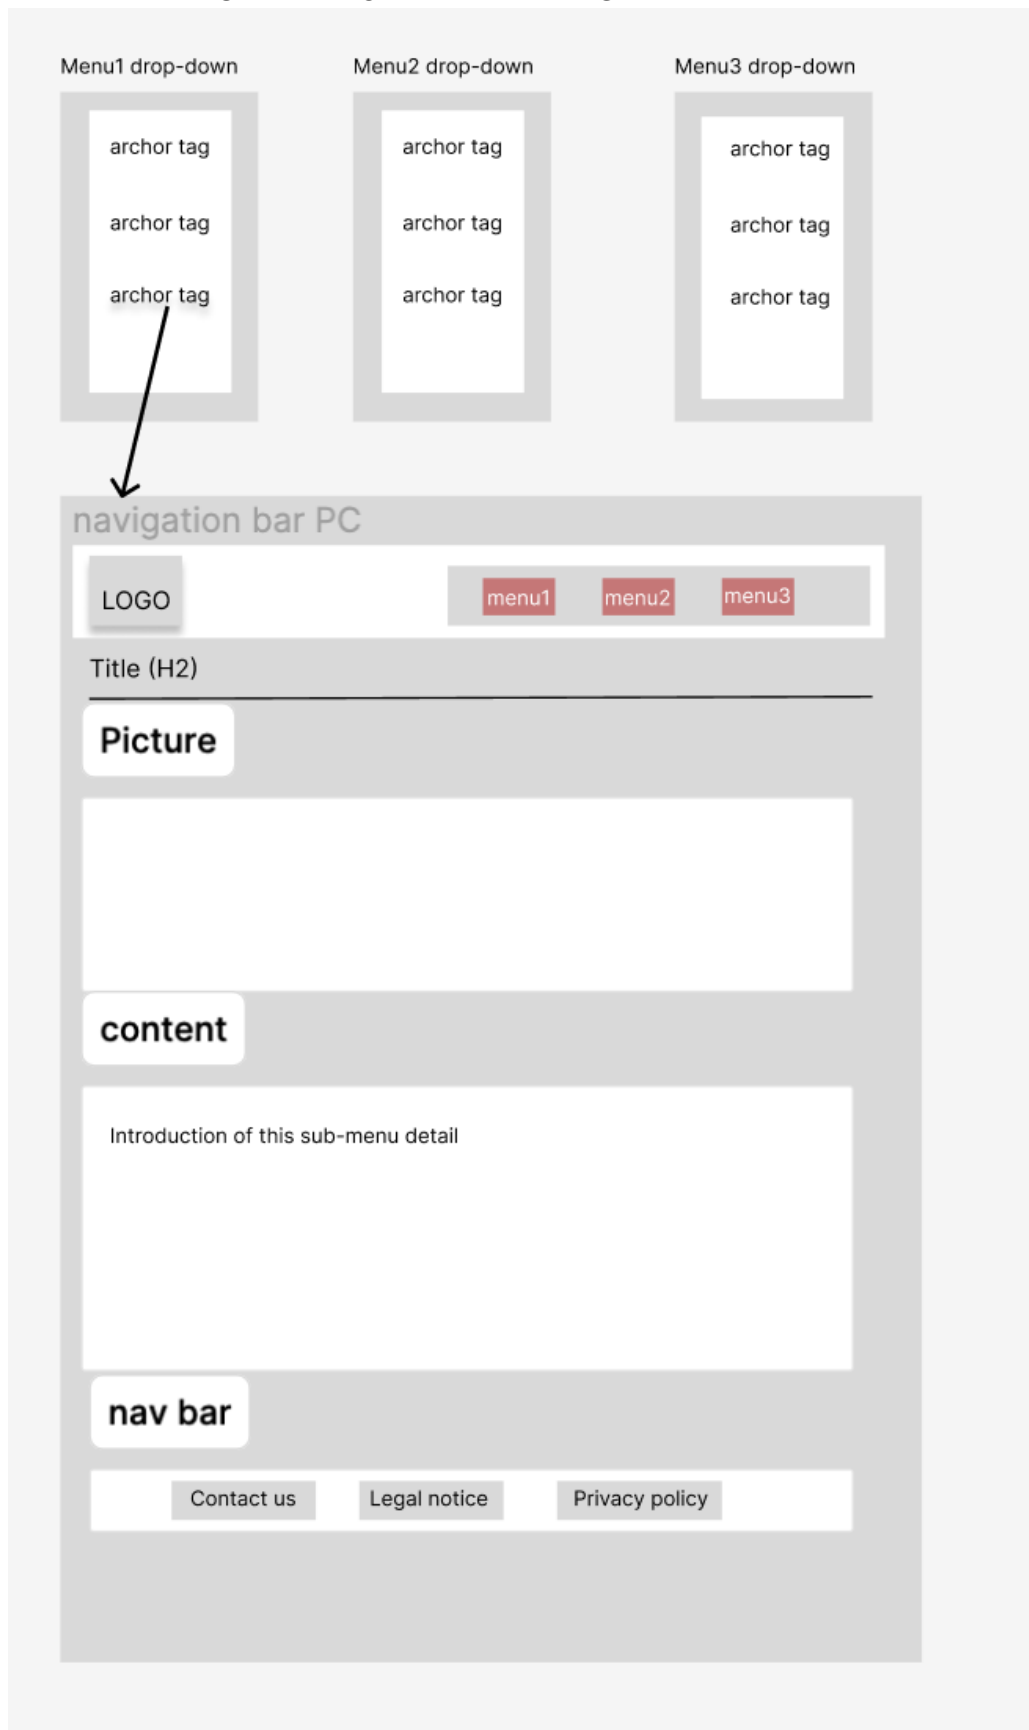 Menu1 drop-down
Menu2 drop-down
Menu3 drop-down
archor tag
archor tag
archor tag
archor tag
archor tag
archor tag
archor tag
archor tag
archor tag
navigation bar PC
LOGO
menu1
menu2
menu3
Title (H2)
Picture
content
Introduction of this sub-menu detail
nav bar
Contact us
Legal notice
Privacy policy